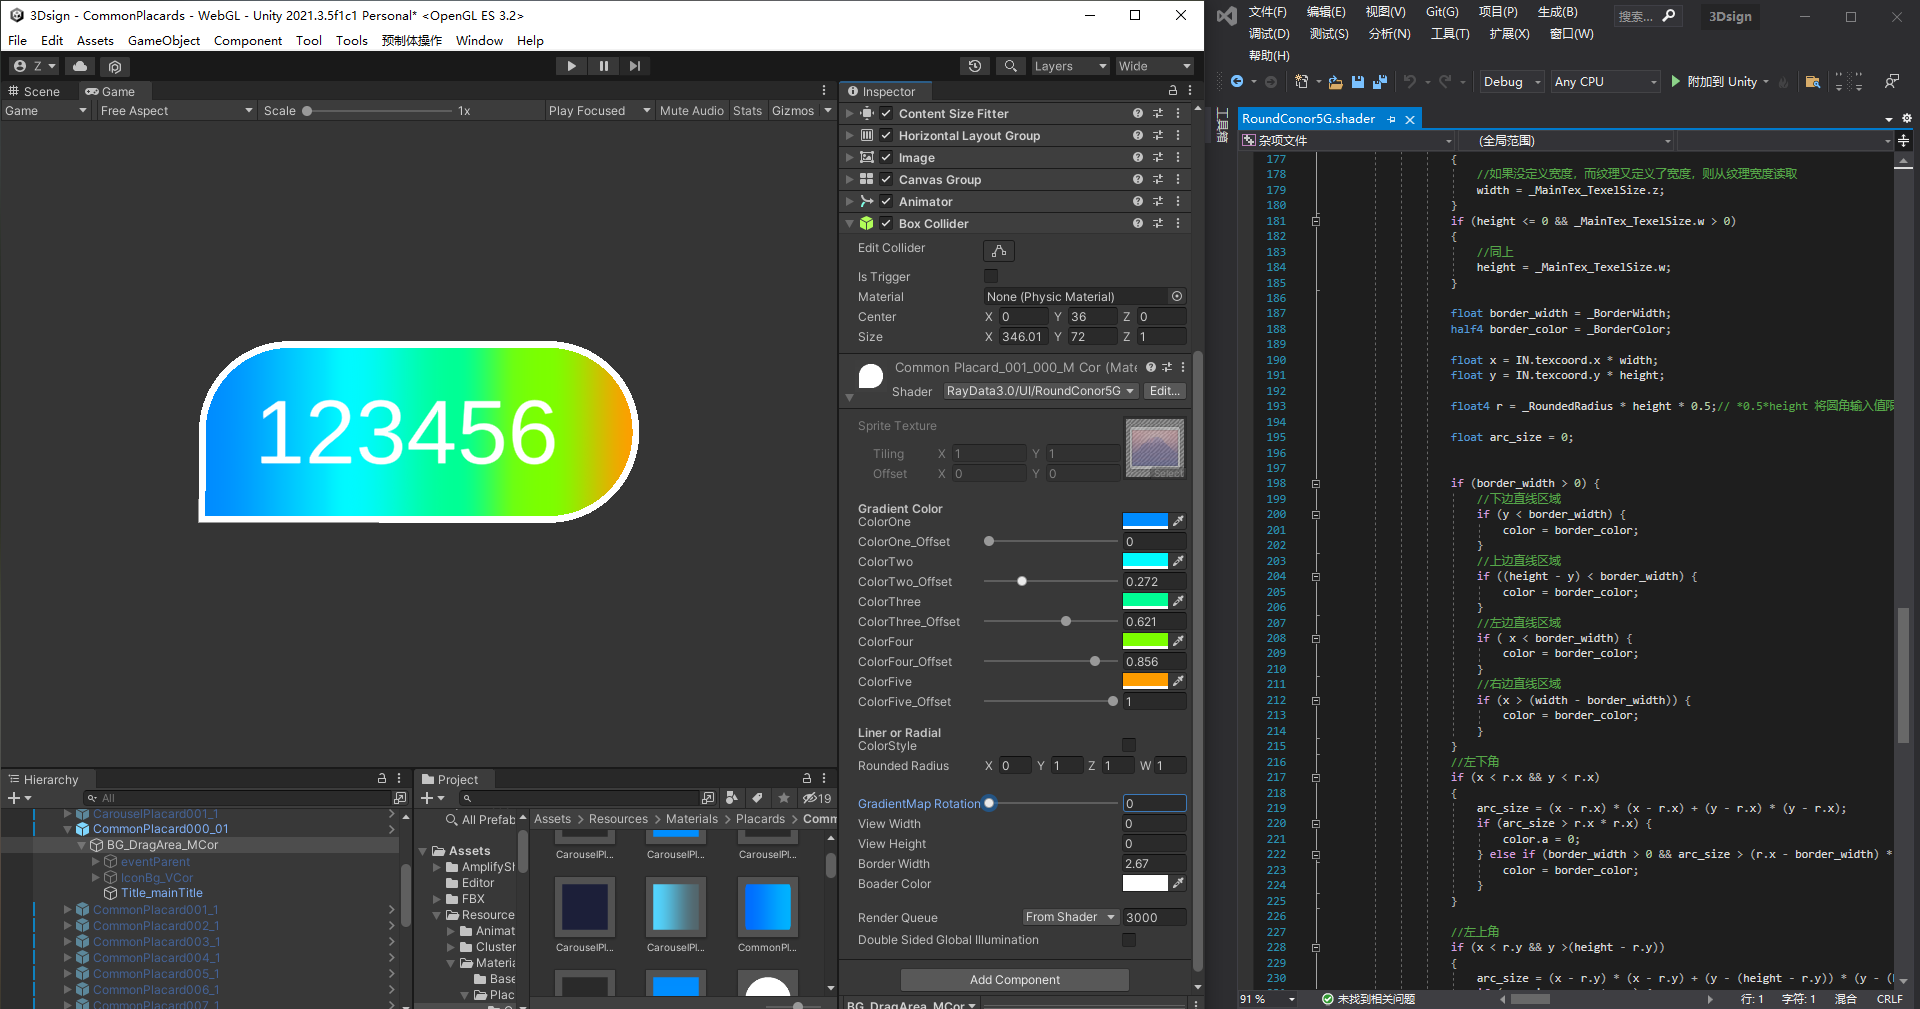 3Dsign - CommonPlacards - WebGL - Unity 2021.3.5f1c1 Personal* <OpenGL ES 3.2>
File Edit Assets GameObject Component Tool Tools 预制体操作 Window Help
Z
Layers Wide
Scene Game
Game Free Aspect Scale 1x Play Focused Mute Audio Stats Gizmos
123456
Hierarchy
All
CarouselPlacard001_1
CommonPlacard000_01
BG_DragArea_MCor
eventParent
IconBg_VCor
Title_mainTitle
CommonPlacard001_1
CommonPlacard002_1
CommonPlacard003_1
CommonPlacard004_1
CommonPlacard005_1
CommonPlacard006_1
CommonPlacard007_1
Project
19
All Prefab
Assets
AmplifySh
Editor
FBX
Resource
Animat
Cluster
Materia
Base
Plac
Assets > Resources > Materials > Placards > Comm
CarouselPl... CarouselPl... CommonPl...
CarouselPl... CarouselPl... CommonPl...
Inspector
Content Size Fitter
Horizontal Layout Group
Image
Canvas Group
Animator
Box Collider
Edit Collider
Is Trigger
Material None (Physic Material)
Center X 0 Y 36 Z 0
Size X 346.01 Y 72 Z 1
Common Placard_001_000_M Cor (Mate
Shader RayData3.0/UI/RoundConor5G Edit...
Sprite Texture
Tiling X 1 Y 1
Offset X 0 Y 0
Select
Gradient Color
ColorOne
ColorOne_Offset 0
ColorTwo
ColorTwo_Offset 0.272
ColorThree
ColorThree_Offset 0.621
ColorFour
ColorFour_Offset 0.856
ColorFive
ColorFive_Offset 1
Liner or Radial
ColorStyle
Rounded Radius X 0 Y 1 Z 1 W 1
GradientMap Rotation 0
View Width 0
View Height 0
Border Width 2.67
Boader Color
Render Queue From Shader 3000
Double Sided Global Illumination
Add Component
BG_DragArea_MCor
文件(F) 编辑(E) 视图(V) Git(G) 项目(P) 生成(B)
调试(D) 测试(S) 分析(N) 工具(T) 扩展(X) 窗口(W)
帮助(H)
搜索... 3Dsign
Debug Any CPU 附加到 Unity
工具箱
RoundConor5G.shader
杂项文件 (全局范围)
177 {
178 //如果没定义宽度，而纹理又定义了宽度，则从纹理宽度读取
179 width = _MainTex_TexelSize.z;
180 }
181 if (height <= 0 && _MainTex_TexelSize.w > 0)
182 {
183 //同上
184 height = _MainTex_TexelSize.w;
185 }
186
187 float border_width = _BorderWidth;
188 half4 border_color = _BorderColor;
189
190 float x = IN.texcoord.x * width;
191 float y = IN.texcoord.y * height;
192
193 float4 r = _RoundedRadius * height * 0.5;// *0.5*height 将圆角输入值限
194
195 float arc_size = 0;
196
197
198 if (border_width > 0) {
199 //下边直线区域
200 if (y < border_width) {
201 color = border_color;
202 }
203 //上边直线区域
204 if ((height - y) < border_width) {
205 color = border_color;
206 }
207 //左边直线区域
208 if ( x < border_width) {
209 color = border_color;
210 }
211 //右边直线区域
212 if (x > (width - border_width)) {
213 color = border_color;
214 }
215 }
216 //左下角
217 if (x < r.x && y < r.x)
218 {
219 arc_size = (x - r.x) * (x - r.x) + (y - r.x) * (y - r.x);
220 if (arc_size > r.x * r.x) {
221 color.a = 0;
222 } else if (border_width > 0 && arc_size > (r.x - border_width) *
223 color = border_color;
224 }
225 }
226
227 //左上角
228 if (x < r.y && y >(height - r.y))
229 {
230 arc_size = (x - r.y) * (x - r.y) + (y - (height - r.y)) * (y - (
91 % 未找到相关问题 行: 1 字符: 1 混合 CRLF